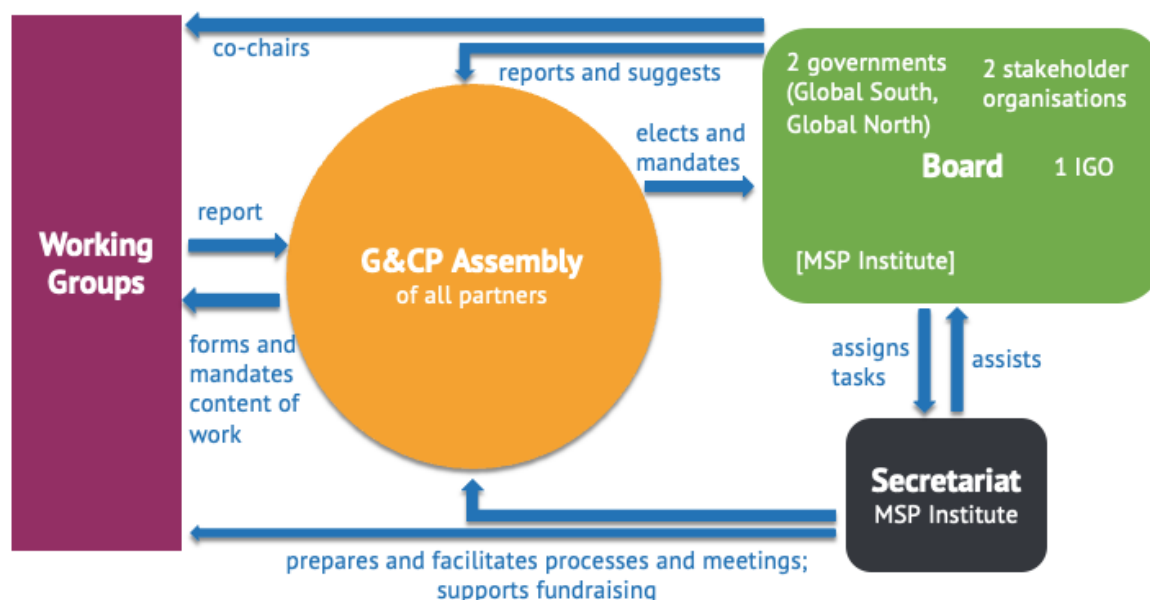 co-chairs
reports and suggests
2 governments
(Global South,
Global North)
2 stakeholder
organisations
Board
1 IGO
[MSP Institute]
elects and
mandates
report
Working
Groups
G&CP Assembly
of all partners
forms and
mandates
content of
work
assigns
tasks
assists
Secretariat
MSP Institute
prepares and facilitates processes and meetings;
supports fundraising